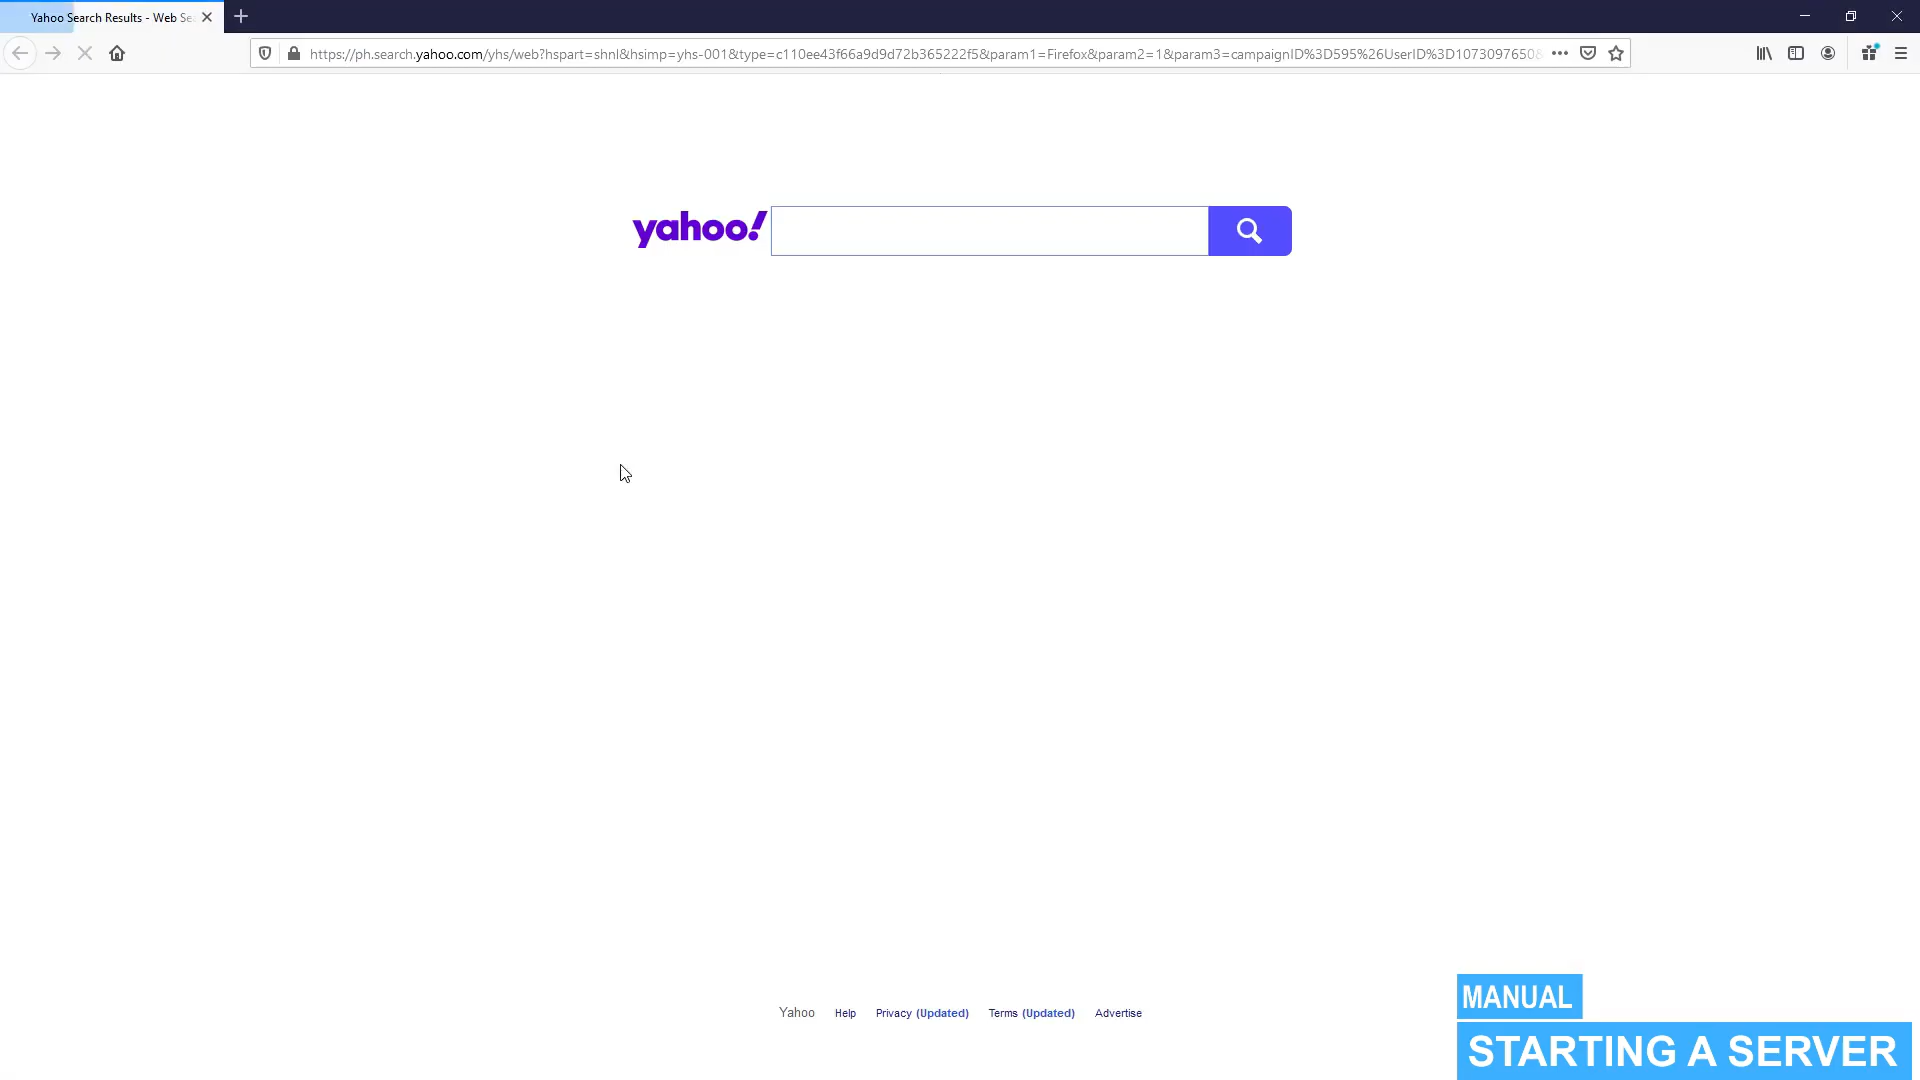 Yahoo Search Results - Web Se
https://ph.search.yahoo.com/yhs/web?hspart=shnl&hsimp=yhs-001&type=c110ee43f66a9d9d72b365222f5&param1=Firefox&param2=1&param3=campaignID%3D595%26UserID%3D1073097650&
yahoo!
Yahoo Help Privacy (Updated) Terms (Updated) Advertise
MANUAL
STARTING A SERVER